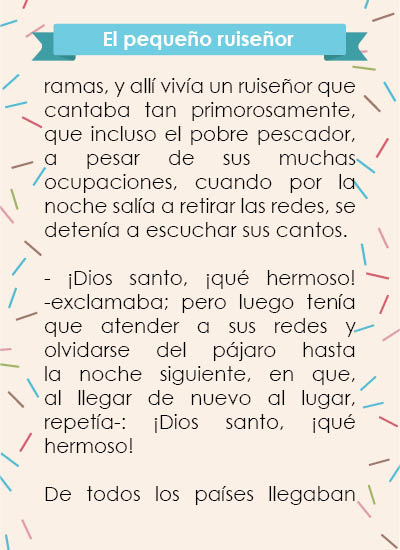 El pequeño ruiseñor
ramas, y allí vivía un ruiseñor que
cantaba tan primorosamente,
que incluso el pobre pescador,
a pesar de sus muchas
ocupaciones, cuando por la
noche salía a retirar las redes, se
detenía a escuchar sus cantos.
- ¡Dios santo, ¡qué hermoso!
-exclamaba; pero luego tenía
que atender a sus redes y
olvidarse del pájaro hasta
la noche siguiente, en que,
al llegar de nuevo al lugar,
repetía-: ¡Dios santo, ¡qué
hermoso!
De todos los países llegaban